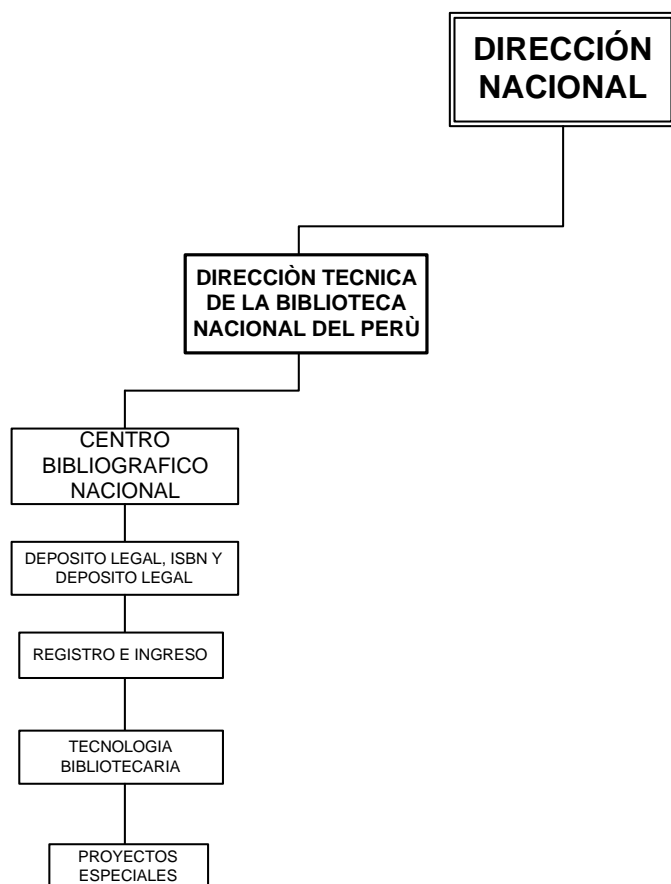 DIRECCIÓN
NACIONAL
DIRECCIÒN TECNICA
DE LA BIBLIOTECA
NACIONAL DEL PERÙ
CENTRO
BIBLIOGRAFICO
NACIONAL
DEPOSITO LEGAL, ISBN Y
DEPOSITO LEGAL
REGISTRO E INGRESO
TECNOLOGIA
BIBLIOTECARIA
PROYECTOS
ESPECIALES